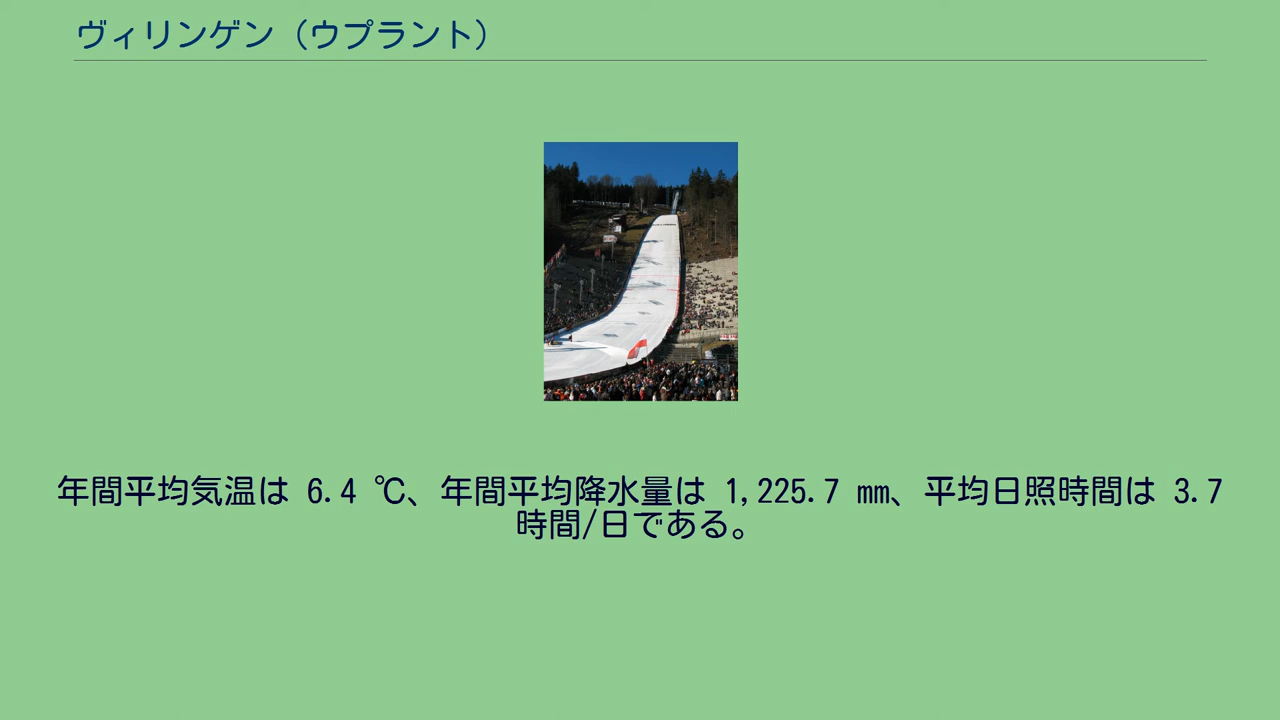 ヴィリンゲン（ウプラント）
年間平均気温は 6.4 ℃、年間平均降水量は 1,225.7 mm、平均日照時間は 3.7
時間/日である。